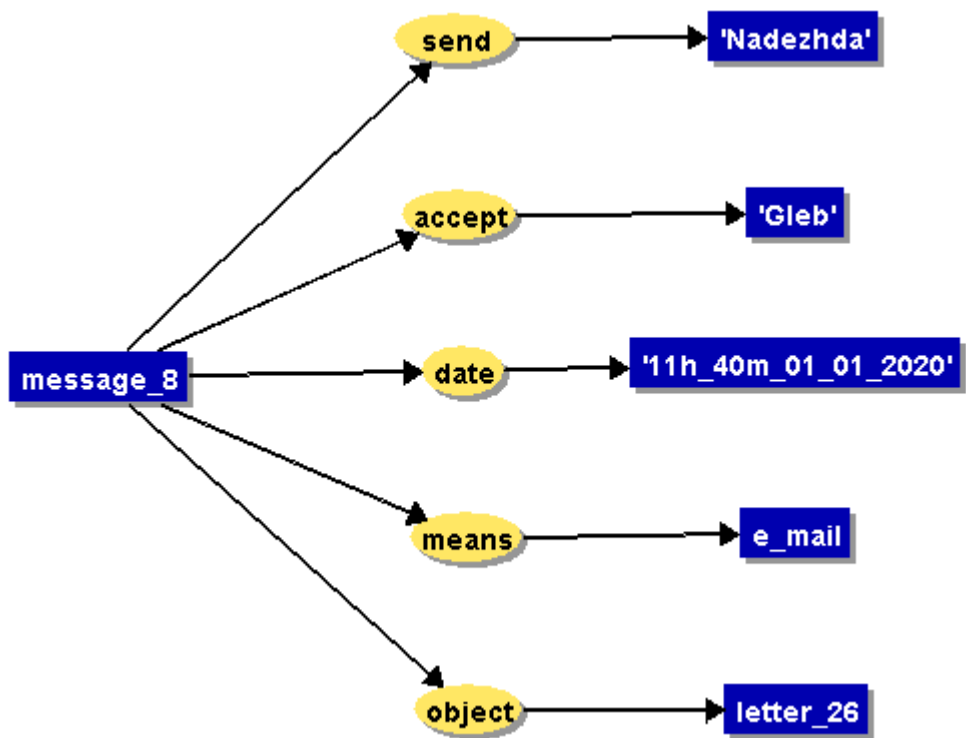 send
'Nadezhda'
accept
'Gleb'
message_8
date
'11h_40m_01_01_2020'
means
e_mail
object
letter_26